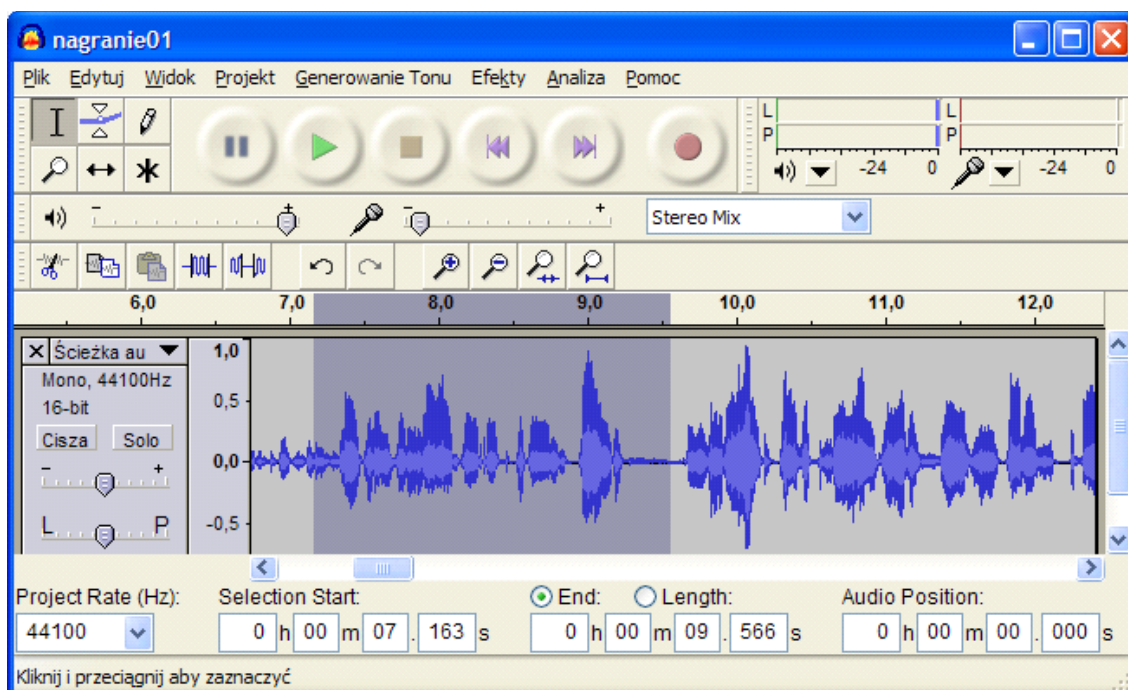 nagranie01
Plik Edytuj Widok Projekt Generowanie Tonu Efekty Analiza Pomoc
L L
P P
-24 0 -24 0
- + - + Stereo Mix
6,0 7,0 8,0 9,0 10,0 11,0 12,0
X Ścieżka au 1,0
Mono, 44100Hz
16-bit 0,5
Cisza Solo
- + 0,0
L P -0,5
Project Rate (Hz): Selection Start: End: Length: Audio Position:
44100 0 h 00 m 07 . 163 s 0 h 00 m 09 . 566 s 0 h 00 m 00 . 000 s
Kliknij i przeciągnij aby zaznaczyć